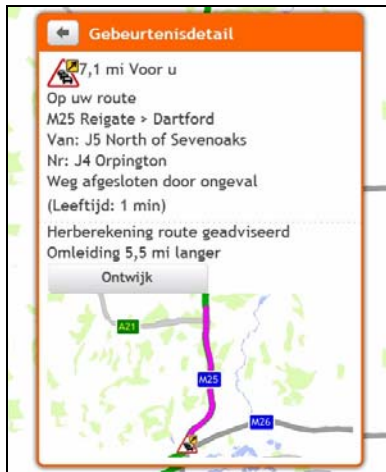 Gebeurtenisdetail
7,1 mi Voor u
Op uw route
M25 Reigate > Dartford
Van: J5 North of Sevenoaks
Nr: J4 Orpington
Weg afgesloten door ongeval
(Leeftijd: 1 min)
Herberekening route geadviseerd
Omleiding 5,5 mi langer
Ontwijk
A21
M25
M26